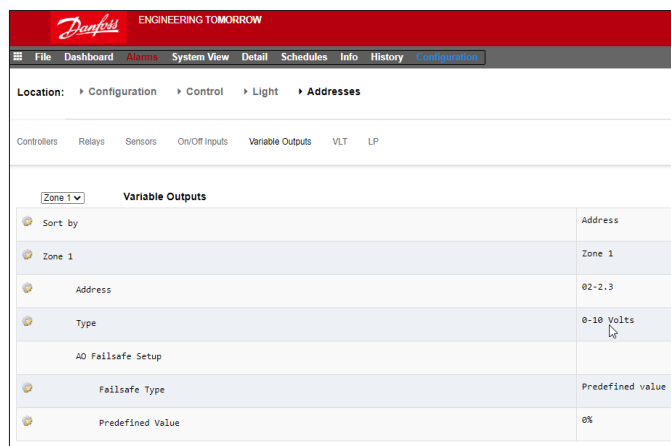 Danfoss ENGINEERING TOMORROW
File Dashboard Alarms System View Detail Schedules Info History Configuration
Location: Configuration Control Light Addresses
Controllers Relays Sensors On/Off Inputs Variable Outputs VLT LP
Zone 1 Variable Outputs
Sort by Address
Zone 1 Zone 1
Address 02-2.3
Type 0-10 Volts
AO Failsafe Setup
Failsafe Type Predefined value
Predefined Value 0%